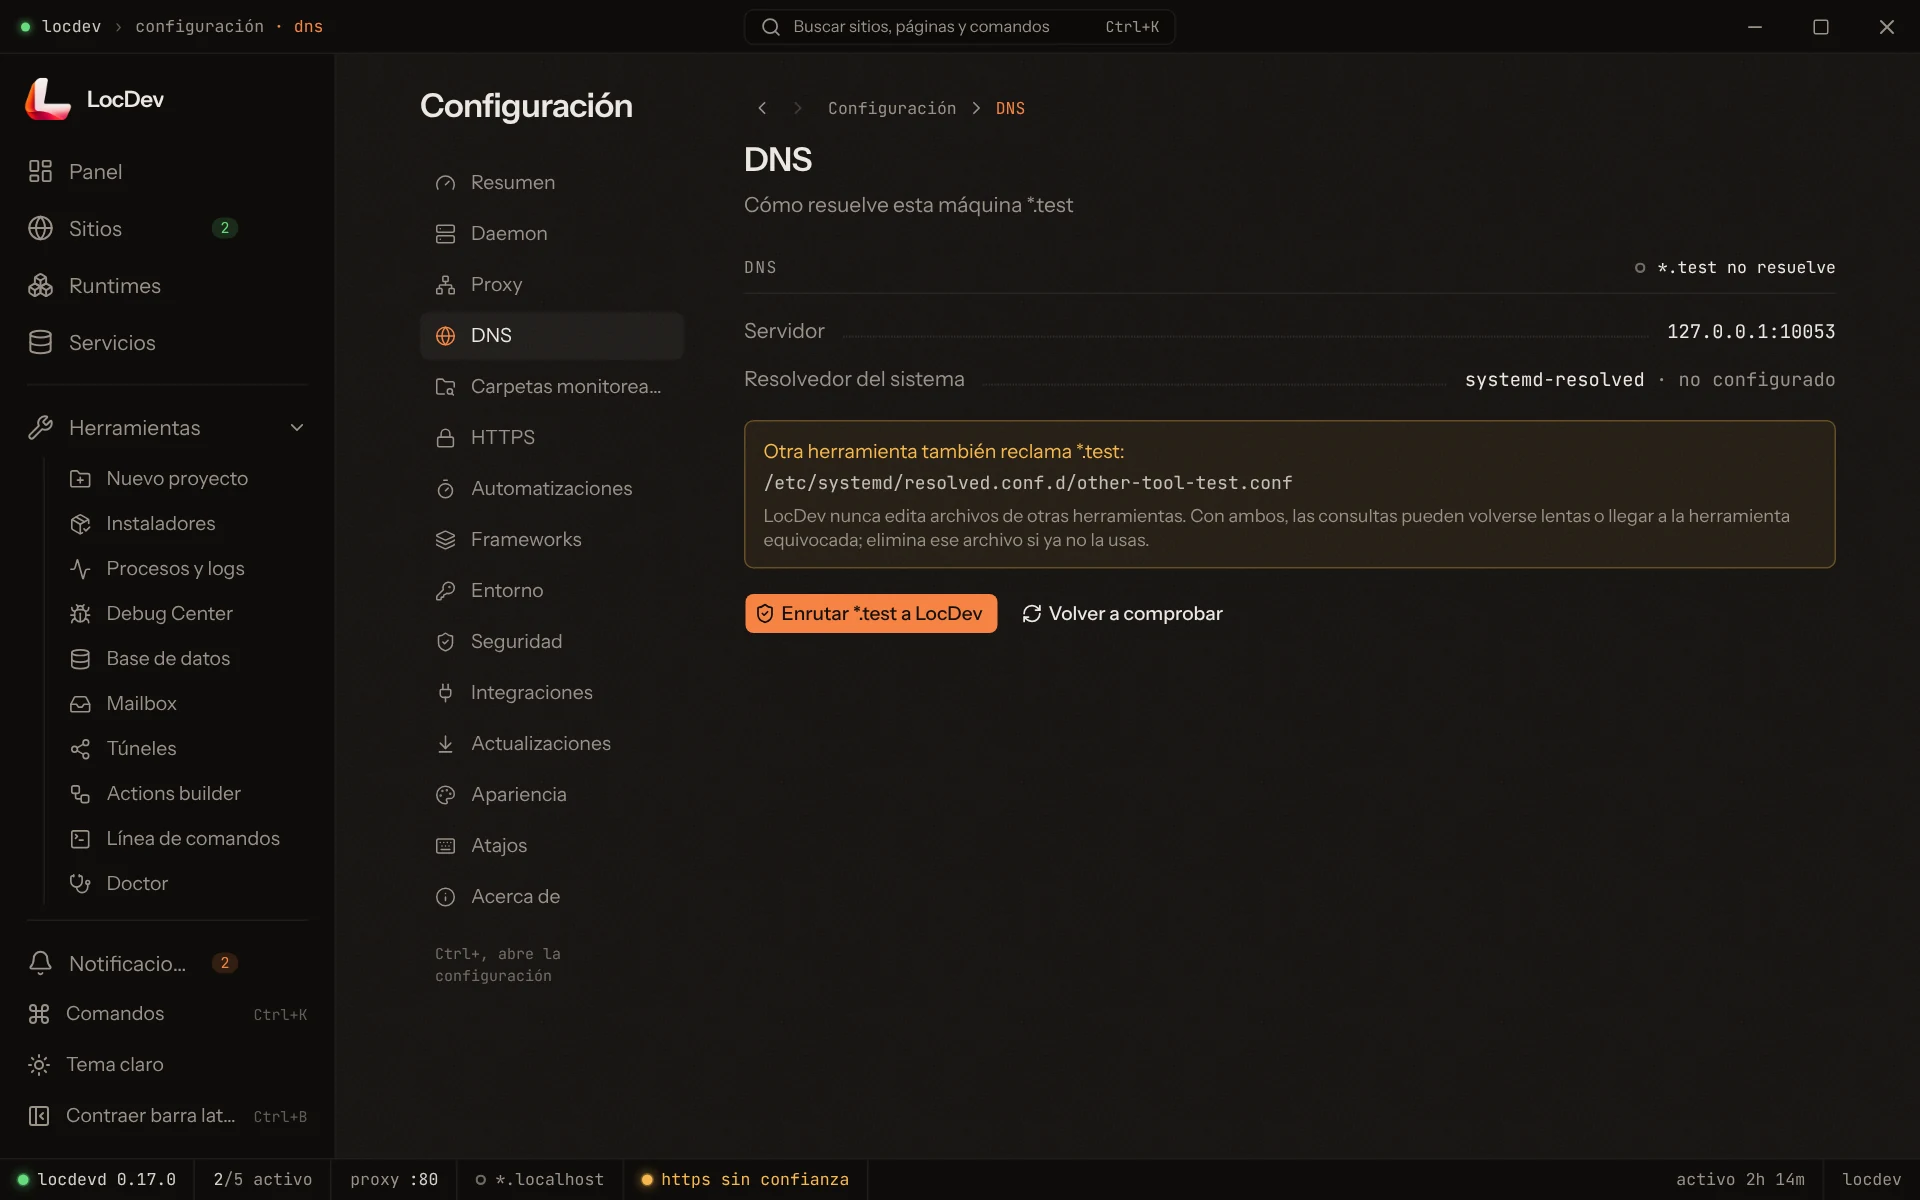 locdev › configuración · dns
Buscar sitios, páginas y comandos Ctrl+K
LocDev
Panel
Sitios 2
Runtimes
Servicios
Herramientas
Nuevo proyecto
Instaladores
Procesos y logs
Debug Center
Base de datos
Mailbox
Túneles
Actions builder
Línea de comandos
Doctor
Notificacio... 2
Comandos Ctrl+K
Tema claro
Contraer barra lat... Ctrl+B
Configuración
Resumen
Daemon
Proxy
DNS
Carpetas monitorea...
HTTPS
Automatizaciones
Frameworks
Entorno
Seguridad
Integraciones
Actualizaciones
Apariencia
Atajos
Acerca de
Ctrl+, abre la
configuración
Configuración > DNS
DNS
Cómo resuelve esta máquina *.test
DNS *.test no resuelve
Servidor 127.0.0.1:10053
Resolvedor del sistema systemd-resolved · no configurado
Otra herramienta también reclama *.test:
/etc/systemd/resolved.conf.d/other-tool-test.conf
LocDev nunca edita archivos de otras herramientas. Con ambos, las consultas pueden volverse lentas o llegar a la herramienta
equivocada; elimina ese archivo si ya no la usas.
Enrutar *.test a LocDev Volver a comprobar
locdevd 0.17.0 2/5 activo proxy :80 *.localhost https sin confianza activo 2h 14m locdev